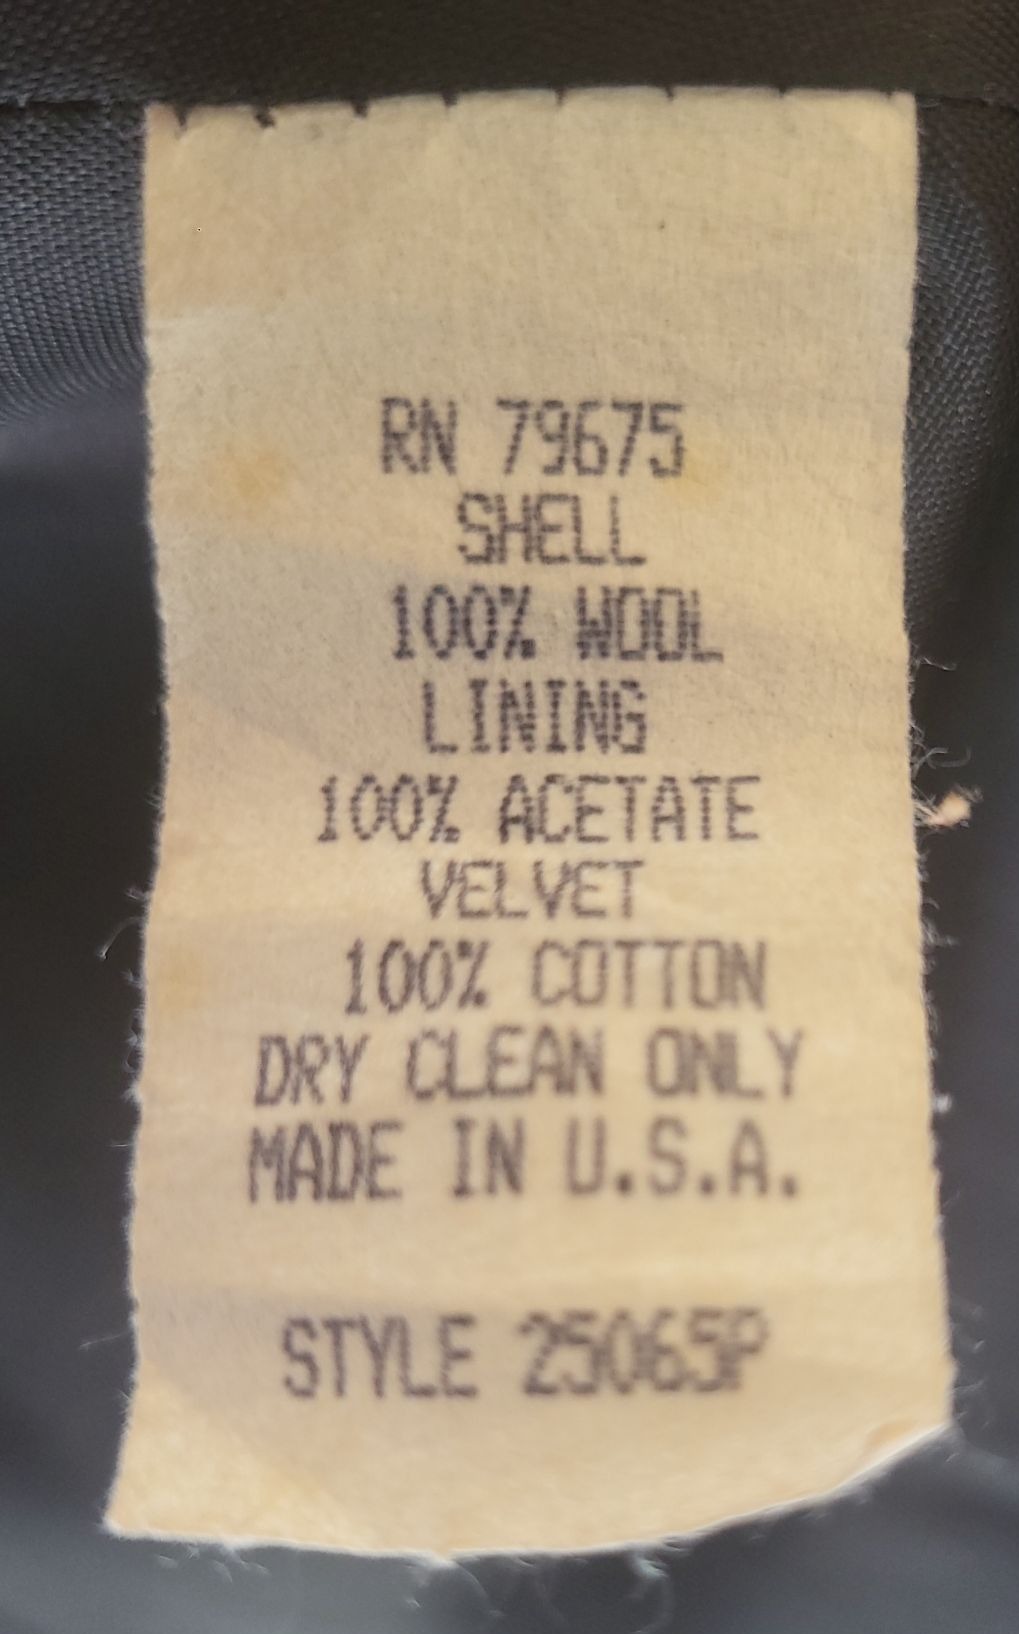 RN 79675
SHELL
100% WOOL
LINING
100% ACETATE
VELVET
100% COTTON
DRY CLEAN ONLY
MADE IN U.S.A.
STYLE 25065P